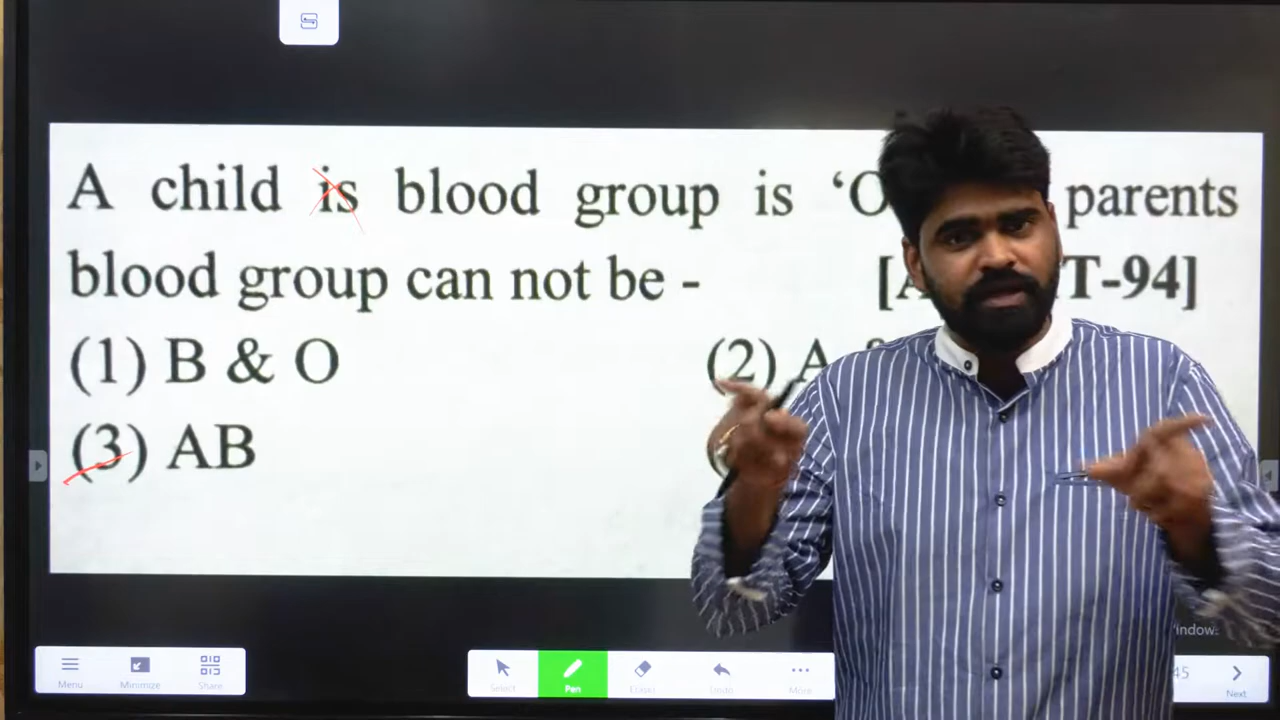 A child is blood group is ‘O parents
blood group can not be - [A T-94]
(1) B & O (2) A
(3) AB
Menu Minimize Share Select Pen Eraser Undo More 45 Next